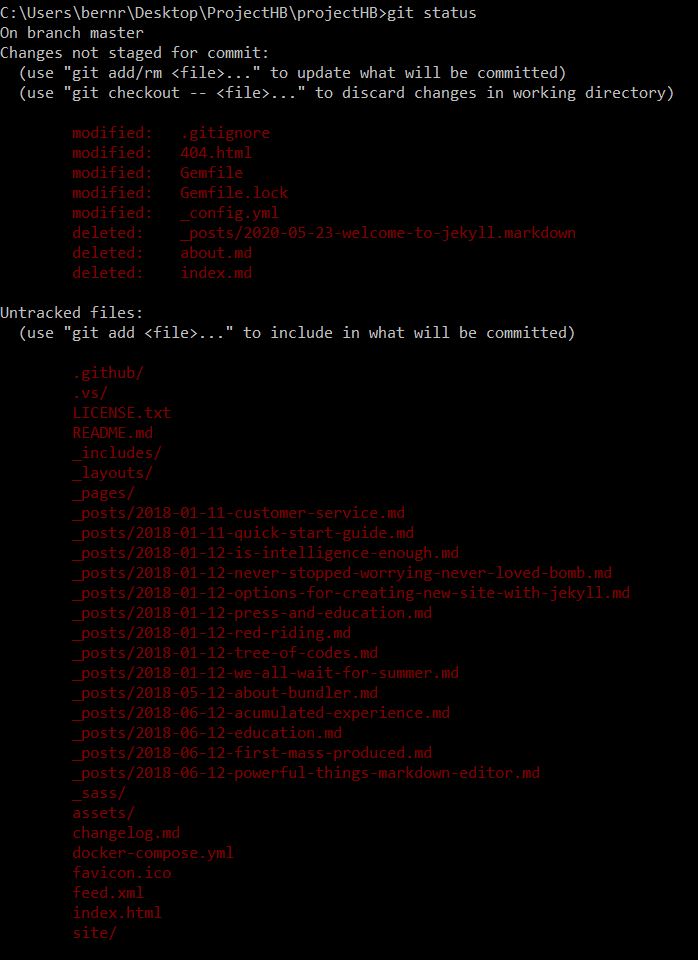 C:\Users\bernr\Desktop\ProjectHB\projectHB>git status
On branch master
Changes not staged for commit:
  (use "git add/rm <file>..." to update what will be committed)
  (use "git checkout -- <file>..." to discard changes in working directory)
modified:   .gitignore
modified:   404.html
modified:   Gemfile
modified:   Gemfile.lock
modified:   _config.yml
deleted:    _posts/2020-05-23-welcome-to-jekyll.markdown
deleted:    about.md
deleted:    index.md
Untracked files:
  (use "git add <file>..." to include in what will be committed)
.github/
.vs/
LICENSE.txt
README.md
_includes/
_layouts/
_pages/
_posts/2018-01-11-customer-service.md
_posts/2018-01-11-quick-start-guide.md
_posts/2018-01-12-is-intelligence-enough.md
_posts/2018-01-12-never-stopped-worrying-never-loved-bomb.md
_posts/2018-01-12-options-for-creating-new-site-with-jekyll.md
_posts/2018-01-12-press-and-education.md
_posts/2018-01-12-red-riding.md
_posts/2018-01-12-tree-of-codes.md
_posts/2018-01-12-we-all-wait-for-summer.md
_posts/2018-05-12-about-bundler.md
_posts/2018-06-12-acumulated-experience.md
_posts/2018-06-12-education.md
_posts/2018-06-12-first-mass-produced.md
_posts/2018-06-12-powerful-things-markdown-editor.md
_sass/
assets/
changelog.md
docker-compose.yml
favicon.ico
feed.xml
index.html
site/